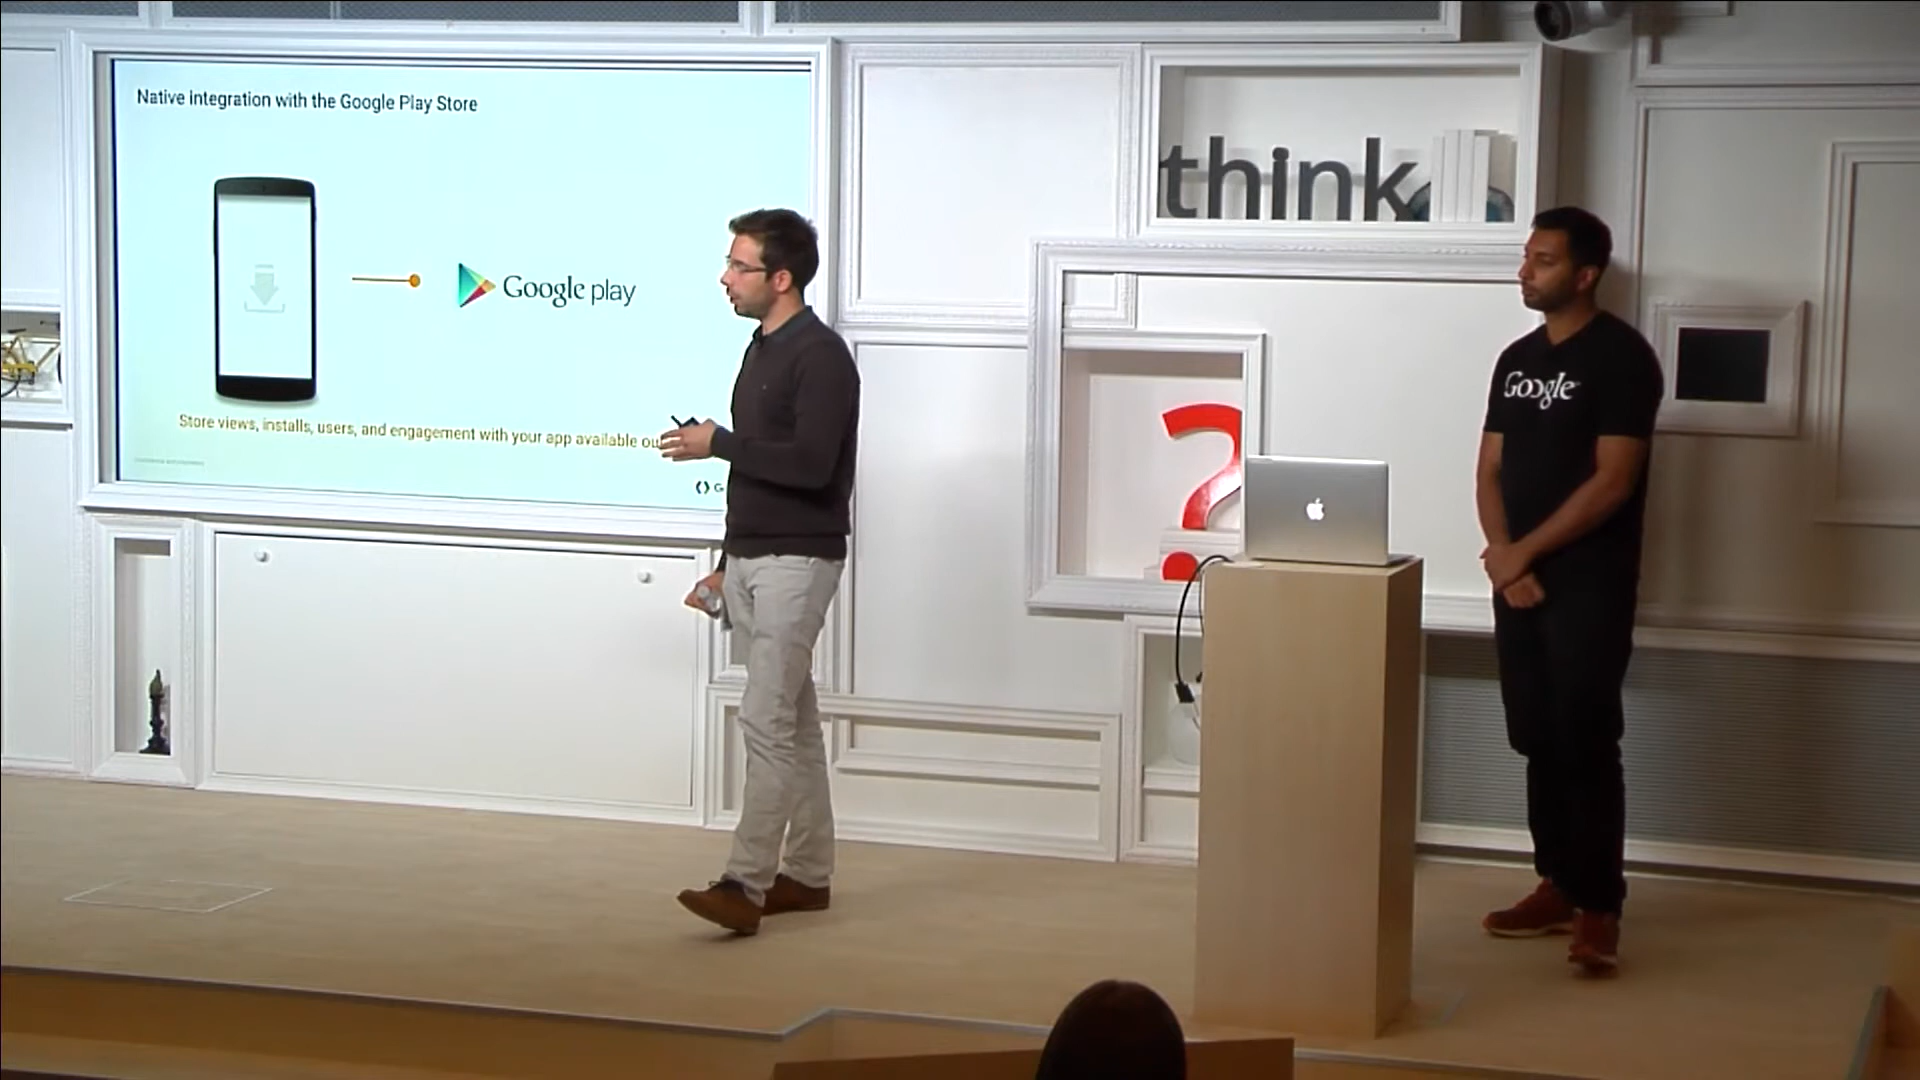 Native integration with the Google Play Store
Google play
Store views, installs, users, and engagement with your app available ou
G
think
Google
?